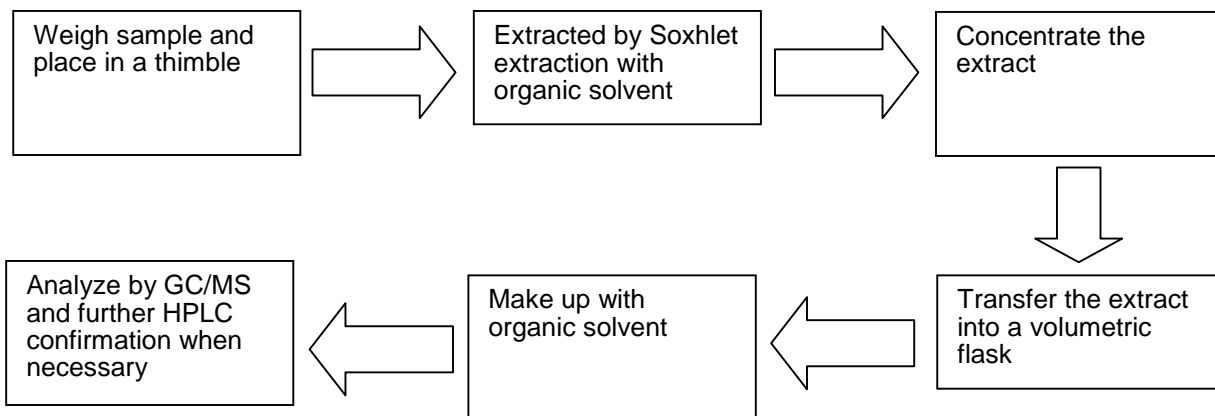 Weigh sample and
place in a thimble
Extracted by Soxhlet
extraction with
organic solvent
Concentrate the
extract
Transfer the extract
into a volumetric
flask
Make up with
organic solvent
Analyze by GC/MS
and further HPLC
confirmation when
necessary